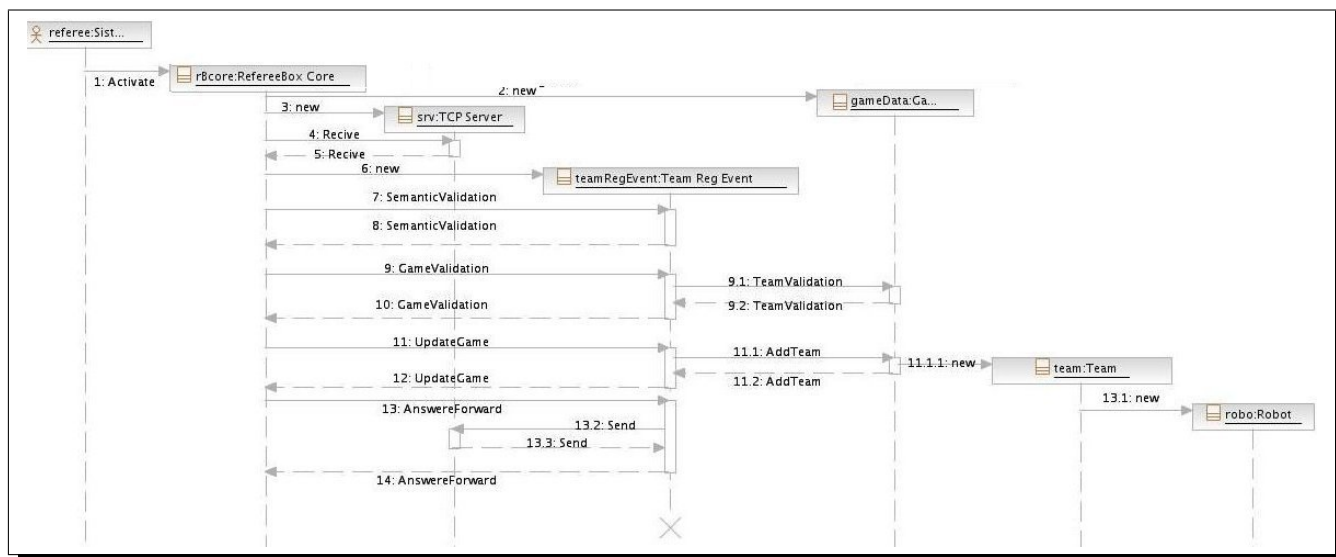 referee:Sist...
1: Activate
rBcore:RefereeBox Core
2: new
gameData:Ga...
3: new
srv:TCP Server
4: Recive
5: Recive
6: new
teamRegEvent:Team Reg Event
7: SemanticValidation
8: SemanticValidation
9: GameValidation
9.1: TeamValidation
10: GameValidation
9.2: TeamValidation
11: UpdateGame
11.1: AddTeam
11.1.1: new
team:Team
12: UpdateGame
11.2: AddTeam
13.1: new
13: AnswereForward
robo:Robot
13.2: Send
13.3: Send
14: AnswereForward